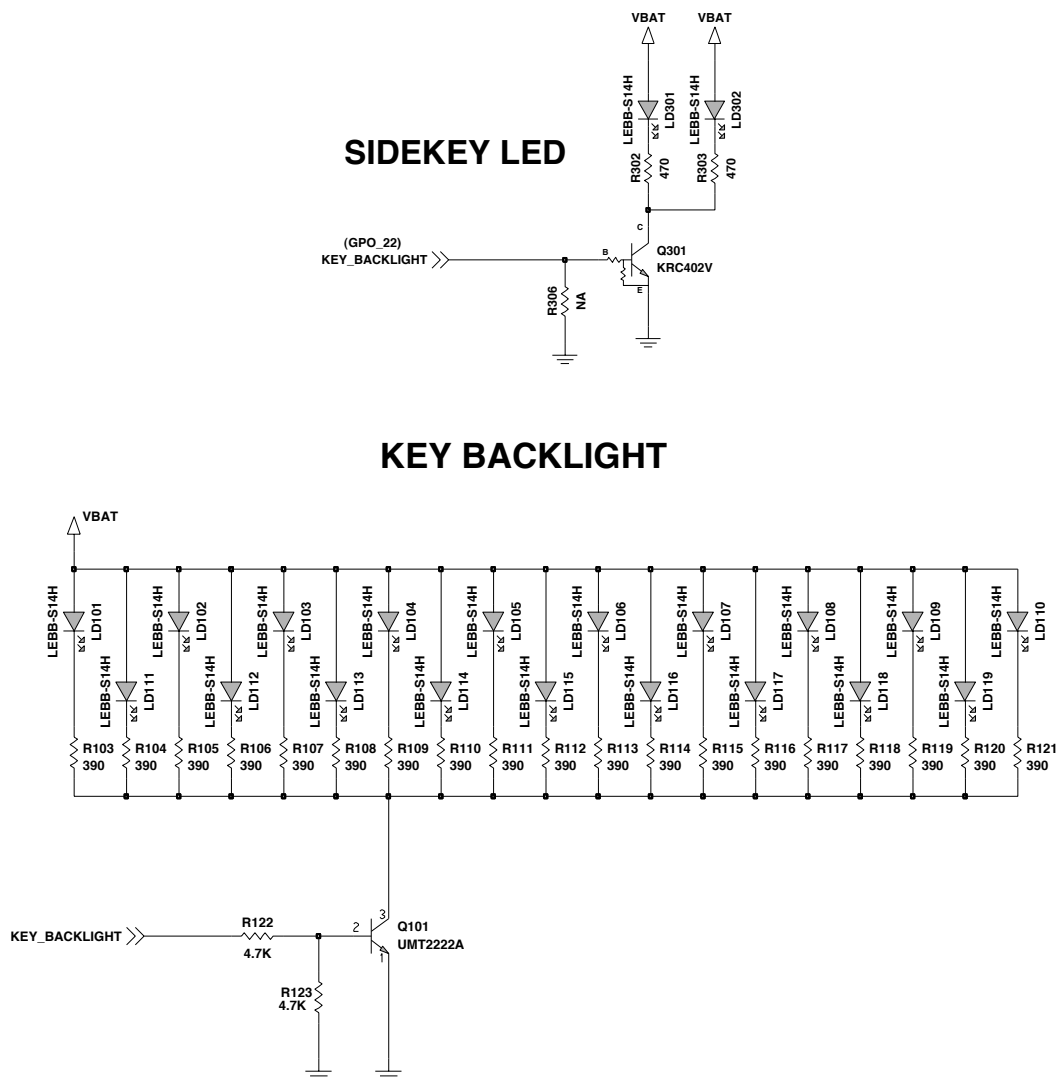 VBAT VBAT
LEBB-S14H LD301 LEBB-S14H LD302
SIDEKEY LED
R302 470 R303 470
C
(GPO_22)
KEY_BACKLIGHT
B
Q301
KRC402V
E
R306 NA
KEY BACKLIGHT
VBAT
LEBB-S14H LD101 LEBB-S14H LD102 LEBB-S14H LD103 LEBB-S14H LD104 LEBB-S14H LD105 LEBB-S14H LD106 LEBB-S14H LD107 LEBB-S14H LD108 LEBB-S14H LD109 LEBB-S14H LD110
LEBB-S14H LD111 LEBB-S14H LD112 LEBB-S14H LD113 LEBB-S14H LD114 LEBB-S14H LD115 LEBB-S14H LD116 LEBB-S14H LD117 LEBB-S14H LD118 LEBB-S14H LD119
R103 R104 R105 R106 R107 R108 R109 R110 R111 R112 R113 R114 R115 R116 R117 R118 R119 R120 R121
390 390 390 390 390 390 390 390 390 390 390 390 390 390 390 390 390 390 390
3
R122
2
Q101
KEY_BACKLIGHT
UMT2222A
4.7K
1
R123
4.7K